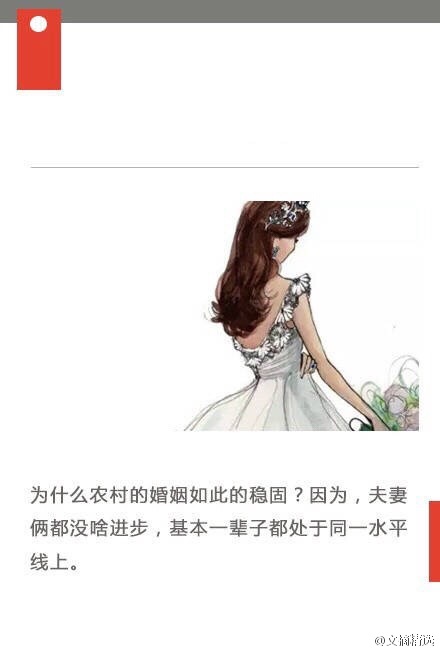 为什么农村的婚姻如此的稳固？因为，夫妻
俩都没啥进步，基本一辈子都处于同一水平
线上。
@文摘精选